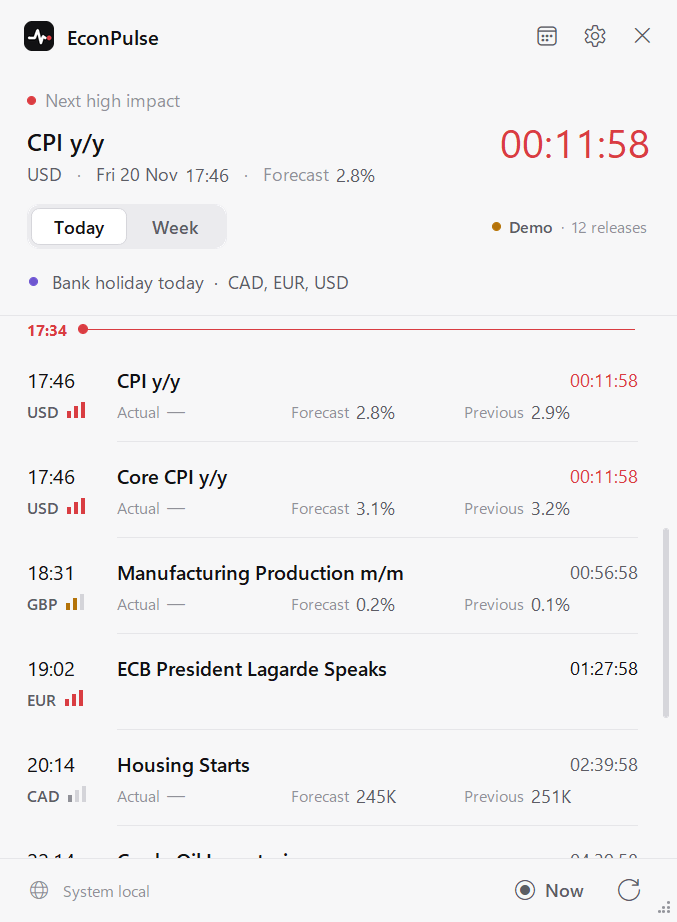 EconPulse
Next high impact
CPI y/y
00:11:58
USD · Fri 20 Nov 17:46 · Forecast 2.8%
Today Week
Demo · 12 releases
Bank holiday today · CAD, EUR, USD
17:34
17:46 CPI y/y 00:11:58
USD Actual — Forecast 2.8% Previous 2.9%
17:46 Core CPI y/y 00:11:58
USD Actual — Forecast 3.1% Previous 3.2%
18:31 Manufacturing Production m/m 00:56:58
GBP Actual — Forecast 0.2% Previous 0.1%
19:02 ECB President Lagarde Speaks 01:27:58
EUR
20:14 Housing Starts 02:39:58
CAD Actual — Forecast 245K Previous 251K
System local
Now